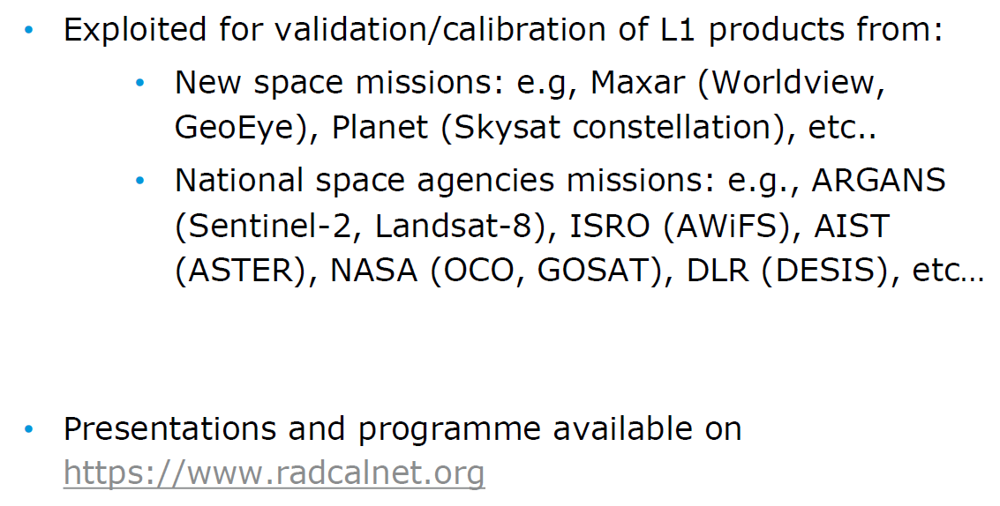 • Exploited for validation/calibration of L1 products from:
• New space missions: e.g, Maxar (Worldview,
GeoEye), Planet (Skysat constellation), etc..
• National space agencies missions: e.g., ARGANS
(Sentinel-2, Landsat-8), ISRO (AWiFS), AIST
(ASTER), NASA (OCO, GOSAT), DLR (DESIS), etc…
• Presentations and programme available on
https://www.radcalnet.org